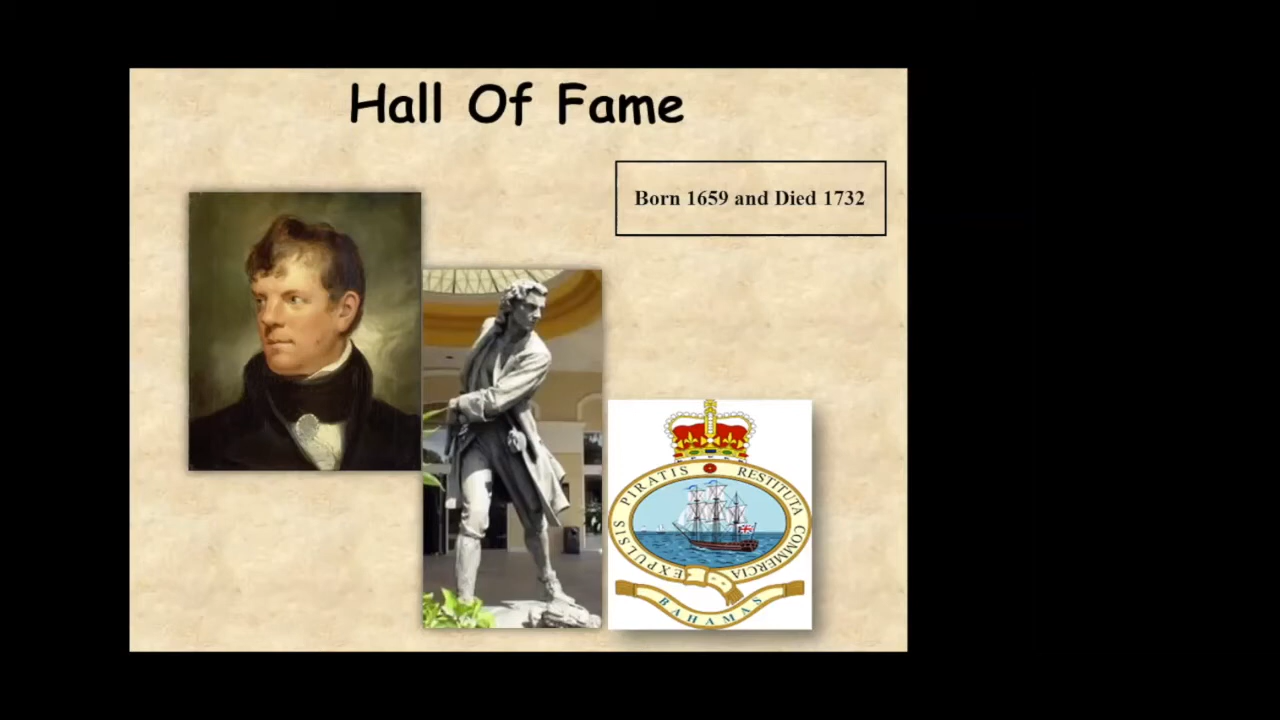 Hall Of Fame
Born 1659 and Died 1732
EXPULSIS PIRATIS RESTITUTA COMMERCIA
BAHAMAS